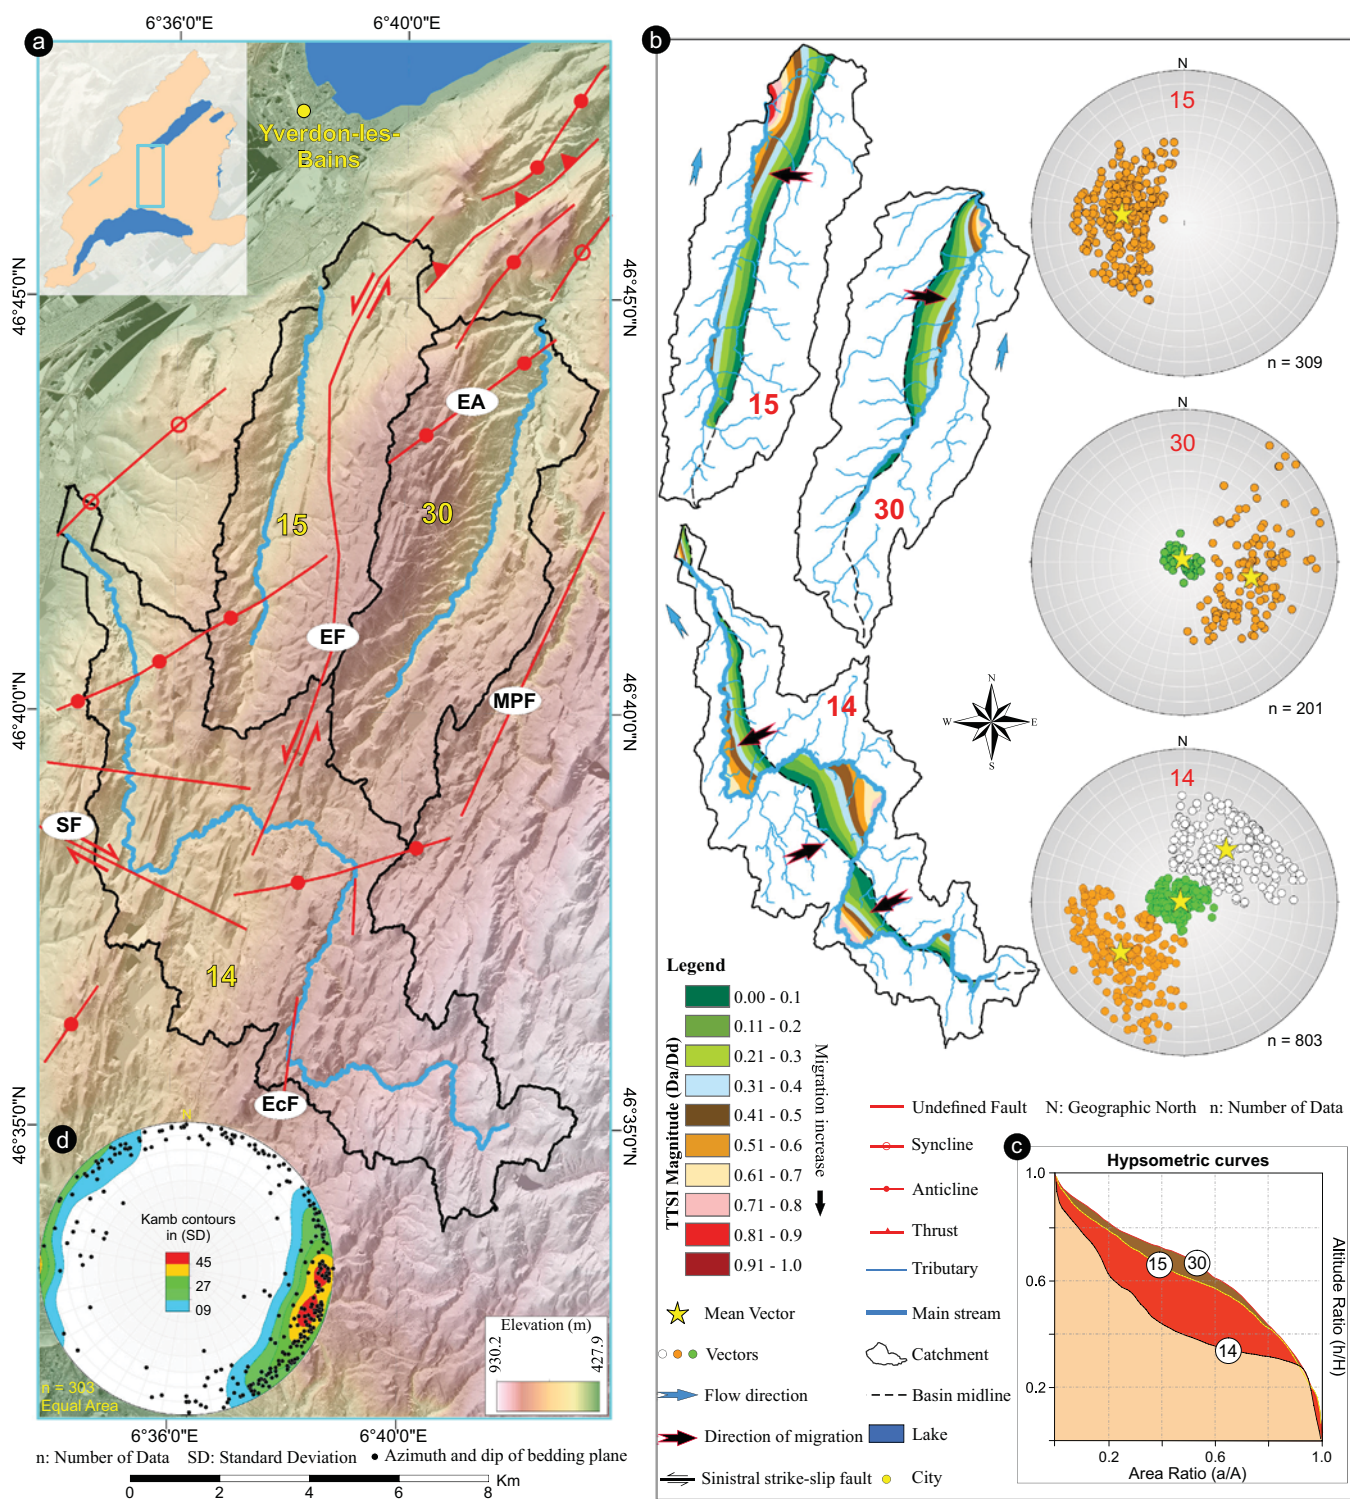 a
6°36'0"E
6°40'0"E
Yverdon-les-
Bains
46°45'0"N
46°45'0"N
46°40'0"N
46°40'0"N
46°35'0"N
46°35'0"N
EA
15
30
EF
MPF
SF
14
EcF
d
N
Kamb contours
in (SD)
45
27
09
n = 303
Equal Area
Elevation (m)
930.2
427.9
6°36'0"E
6°40'0"E
n: Number of Data SD: Standard Deviation Azimuth and dip of bedding plane
0 2 4 6 8 Km
b
15
30
14
N
W E
S
N
15
n = 309
N
30
n = 201
N
14
n = 803
Legend
TTSI Magnitude (Da/Dd)
0.00 - 0.1
0.11 - 0.2
0.21 - 0.3
0.31 - 0.4
0.41 - 0.5
0.51 - 0.6
0.61 - 0.7
0.71 - 0.8
0.81 - 0.9
0.91 - 1.0
Migration increase
Mean Vector
Vectors
Flow direction
Direction of migration
Sinistral strike-slip fault
Undefined Fault
Syncline
Anticline
Thrust
Tributary
Main stream
Catchment
Basin midline
Lake
City
N: Geographic North n: Number of Data
c
Hypsometric curves
1.0
0.6
0.2
15
30
14
0.2 0.6 1.0
Area Ratio (a/A)
Altitude Ratio (h/H)